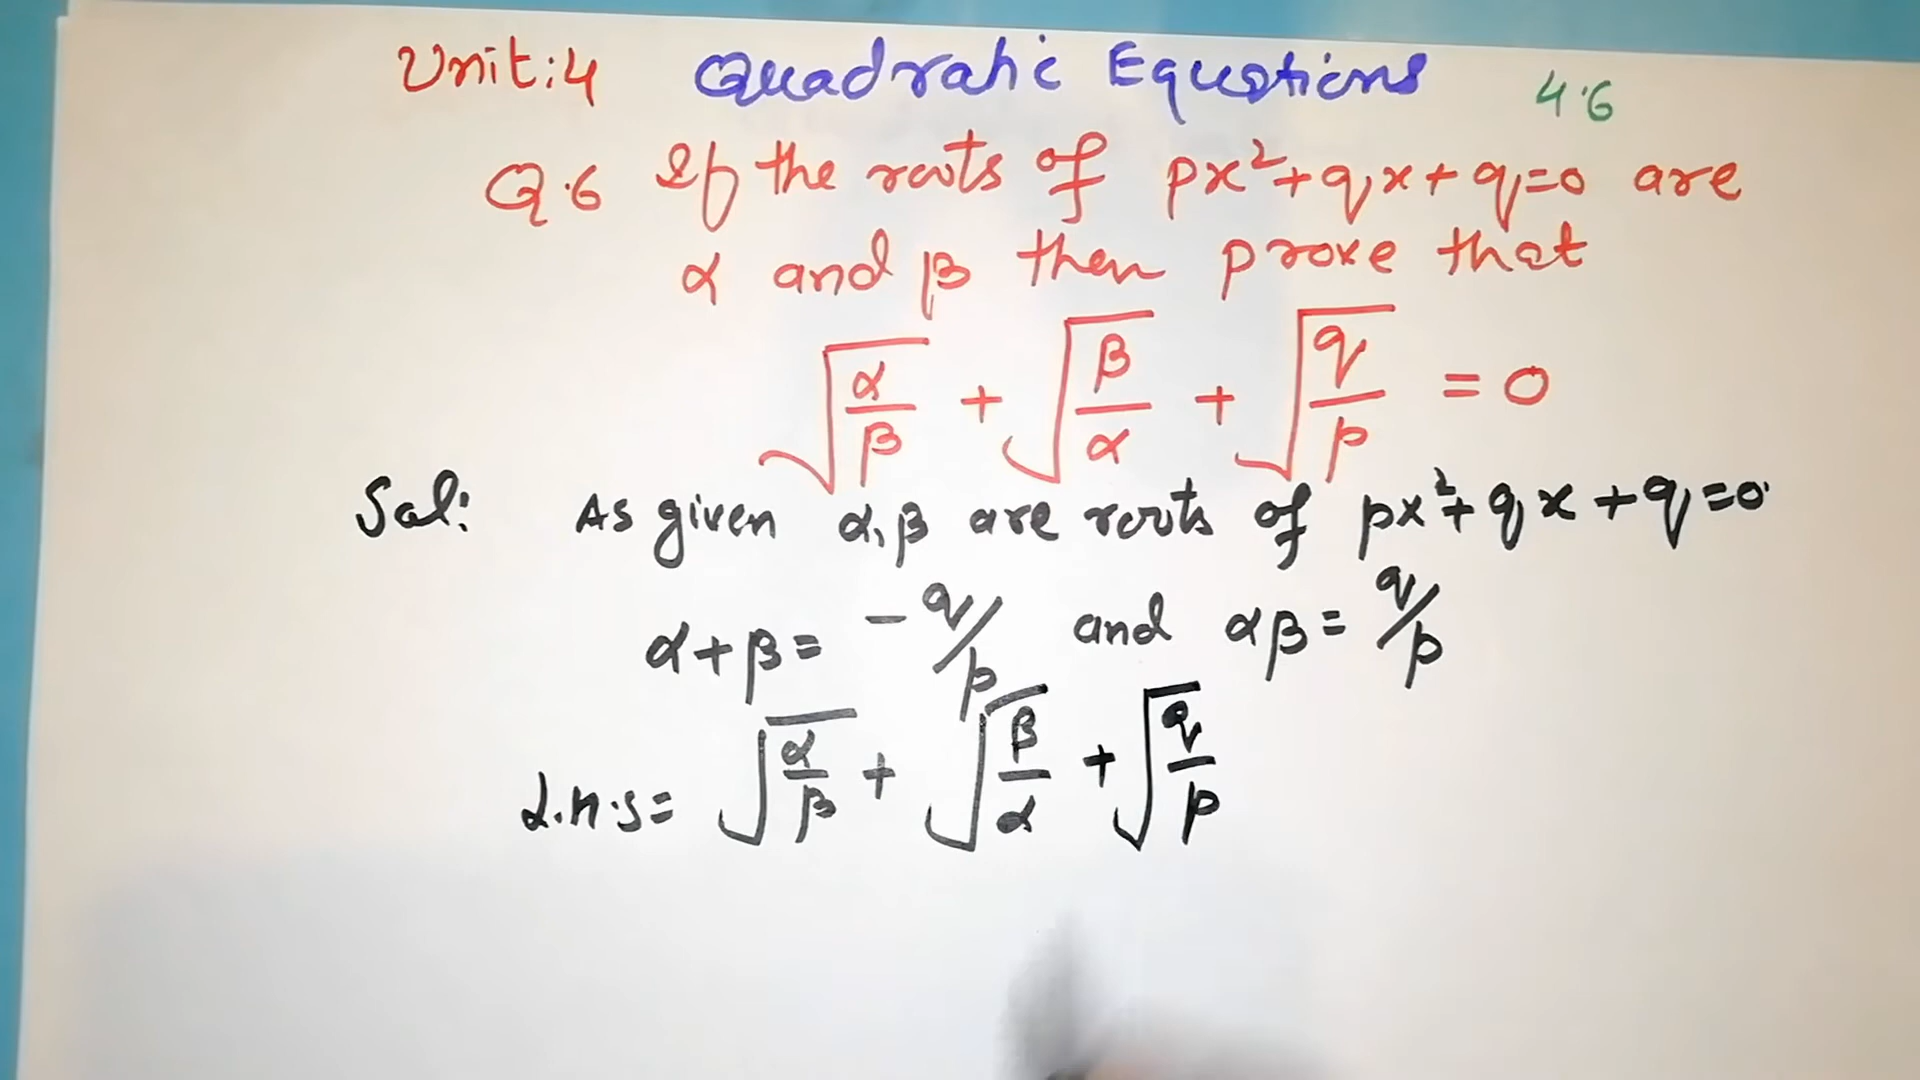 Unit:4 Quadratic Equations 4.6
Q.6 If the roots of px²+qx+q=0 are
α and β then prove that
√(α/β) + √(β/α) + √(q/p) = 0
Sol: As given α,β are roots of px²+qx+q=0
α+β= -q/p and αβ= q/p
L.H.S= √(α/β) + √(β/α) + √(q/p)